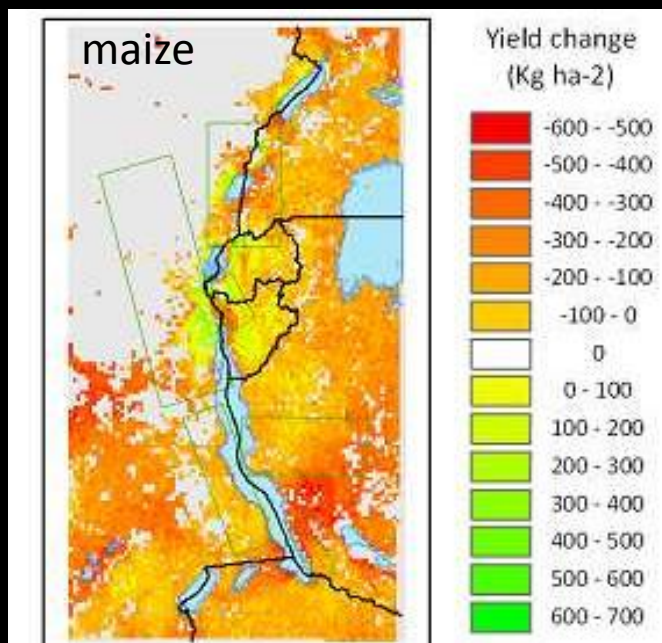 maize
Yield change
(Kg ha-2)
-600 - -500
-500 - -400
-400 - -300
-300 - -200
-200 - -100
-100 - 0
0
0 - 100
100 - 200
200 - 300
300 - 400
400 - 500
500 - 600
600 - 700